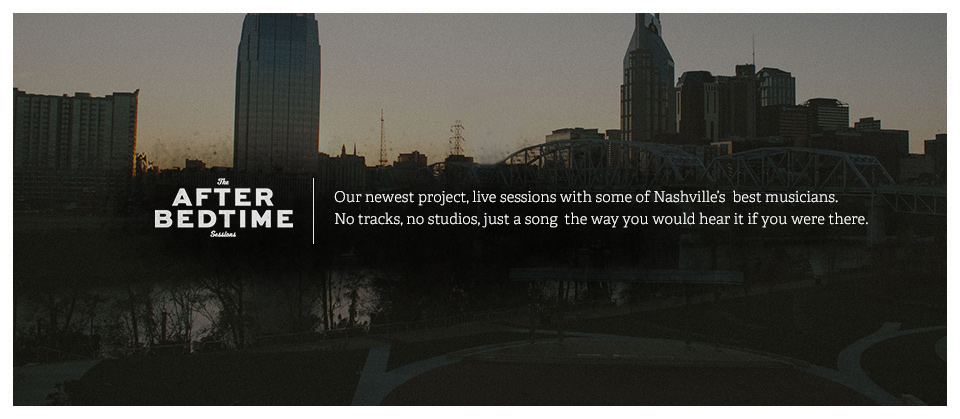 The
AFTER
BEDTIME
Sessions
Our newest project, live sessions with some of Nashville's  best musicians.
No tracks, no studios, just a song  the way you would hear it if you were there.